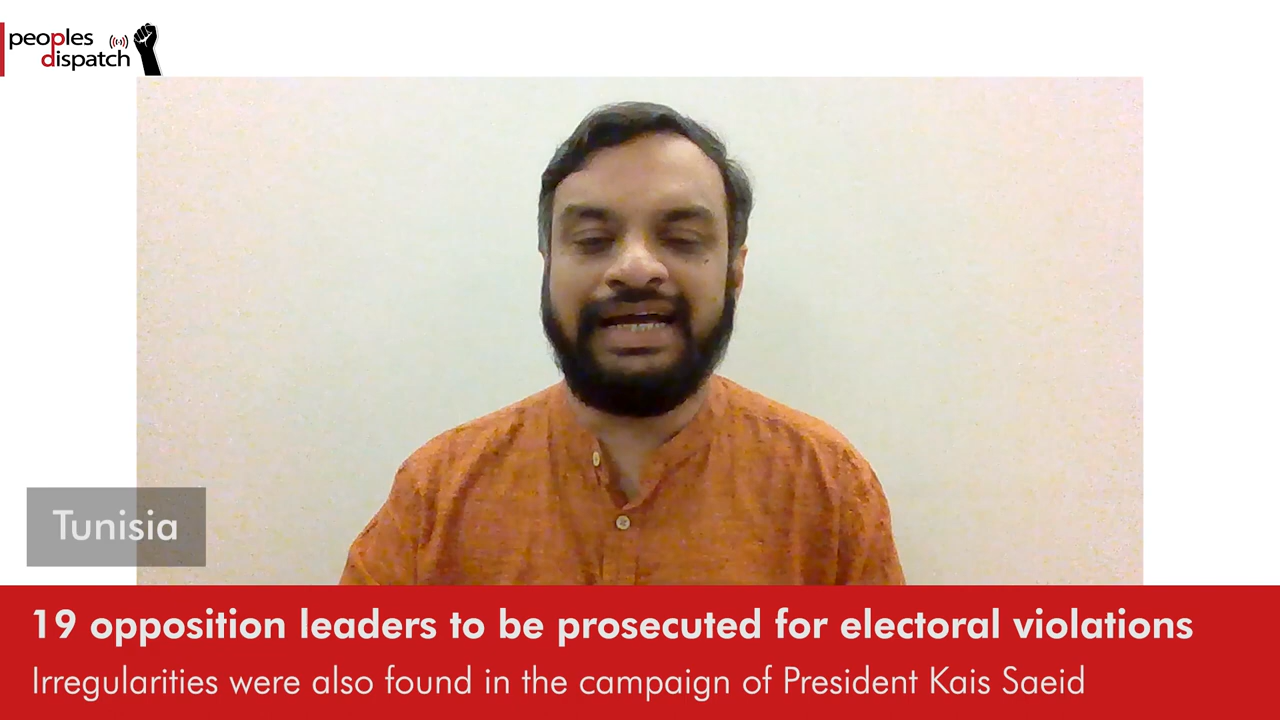 peoples
dispatch
Tunisia
19 opposition leaders to be prosecuted for electoral violations
Irregularities were also found in the campaign of President Kais Saeid